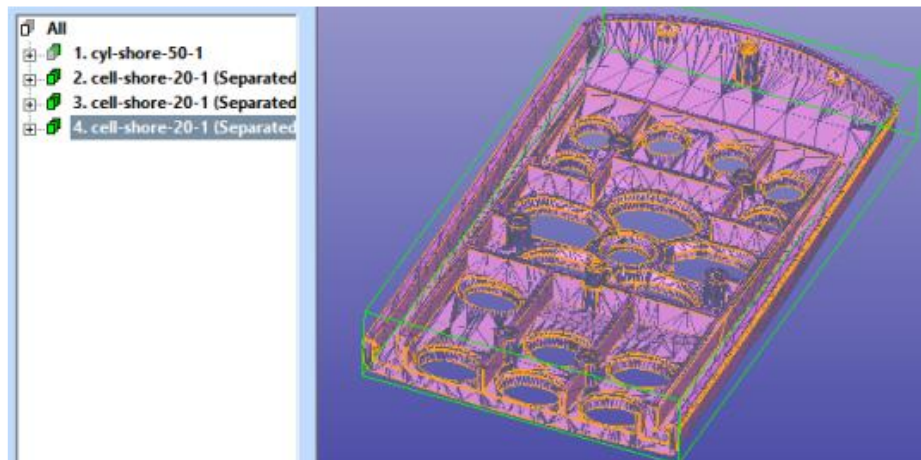 All
1. cyl-shore-50-1
2. cell-shore-20-1 (Separated
3. cell-shore-20-1 (Separated
4. cell-shore-20-1 (Separated